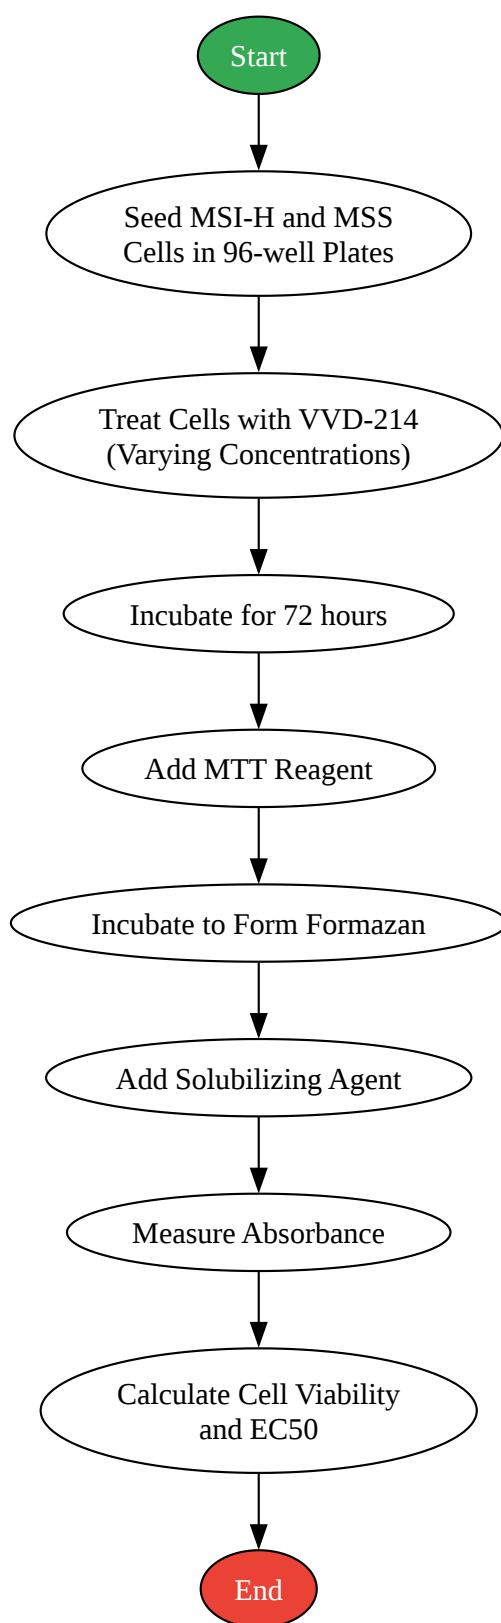 Start
Seed MSI-H and MSS
Cells in 96-well Plates
Treat Cells with VVD-214
(Varying Concentrations)
Incubate for 72 hours
Add MTT Reagent
Incubate to Form Formazan
Add Solubilizing Agent
Measure Absorbance
Calculate Cell Viability
and EC50
End